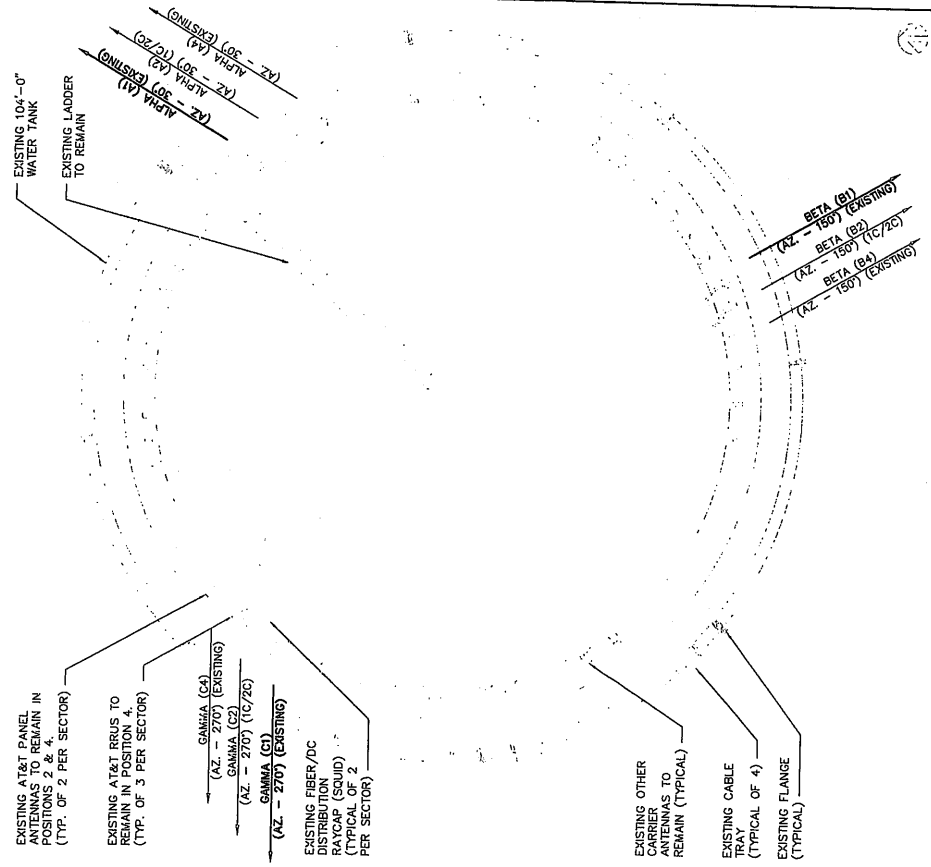 EXISTING 104'-0"
WATER TANK
EXISTING LADDER
TO REMAIN
ALPHA (A1)
(AZ. - 30°) (EXISTING)
ALPHA (A2)
(AZ. - 30°) (1C/2C)
ALPHA (A4)
(AZ. - 30°) (EXISTING)
EXISTING AT&T PANEL
ANTENNAS TO REMAIN IN
POSITIONS 2 & 4.
(TYP. OF 2 PER SECTOR)
EXISTING AT&T RRUS TO
REMAIN IN POSITION 4.
(TYP. OF 3 PER SECTOR)
GAMMA (C4)
(AZ. - 270°) (EXISTING)
GAMMA (C2)
(AZ. - 270°) (1C/2C)
GAMMA (C1)
(AZ. - 270°) (EXISTING)
EXISTING FIBER/DC
DISTRIBUTION
RAYCAP (SQUID)
(TYPICAL OF 2
PER SECTOR)
BETA (B1)
(AZ. - 150°) (EXISTING)
BETA (B2)
(AZ. - 150°) (1C/2C)
BETA (B4)
(AZ. - 150°) (EXISTING)
EXISTING OTHER
CARRIER
ANTENNAS TO
REMAIN (TYPICAL)
EXISTING CABLE
TRAY
(TYPICAL OF 4)
EXISTING FLANGE
(TYPICAL)